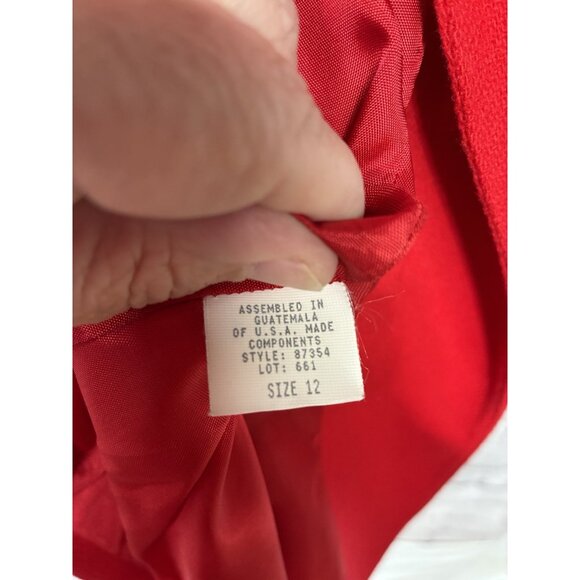 ASSEMBLED IN
GUATEMALA
OF U.S.A. MADE
COMPONENTS
STYLE: 87354
LOT: 661
SIZE 12